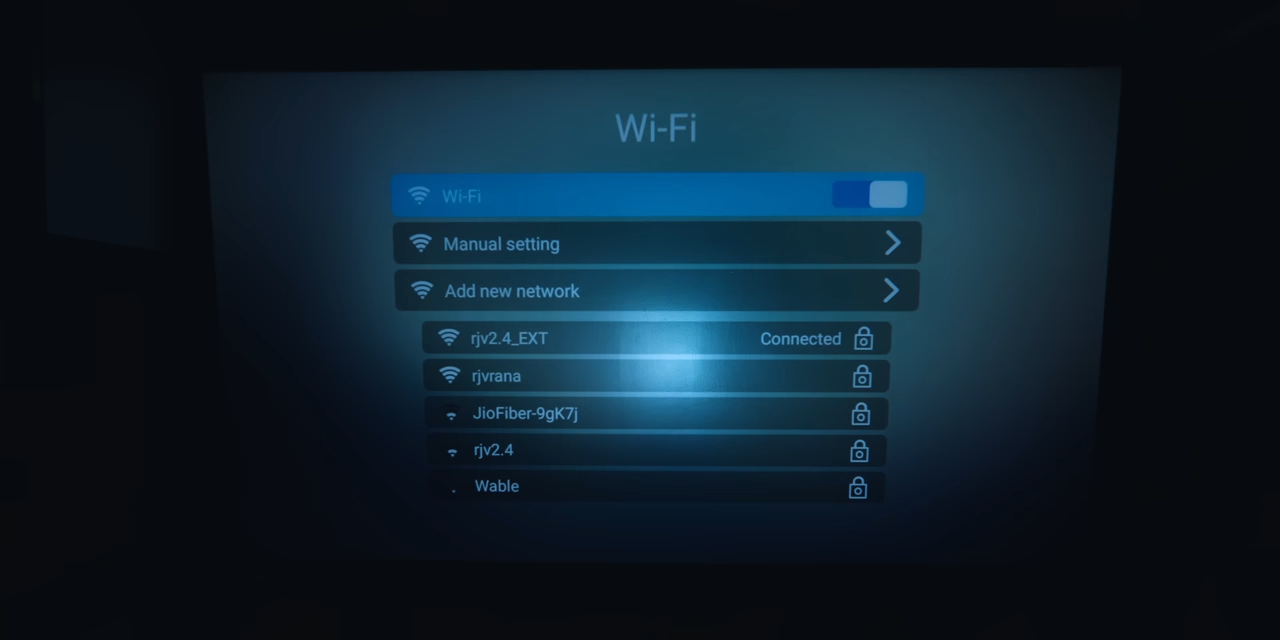 Wi-Fi
Wi-Fi
Manual setting
Add new network
rjv2.4_EXT Connected
rjvrana
JioFiber-9gK7j
rjv2.4
Wable